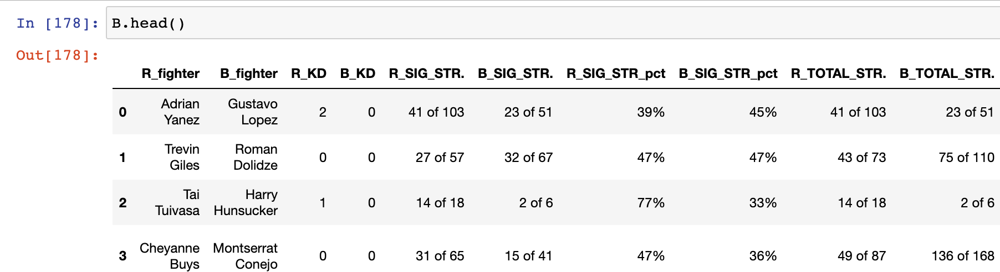 In [178]: B.head()
Out[178]:
R_fighter B_fighter R_KD B_KD R_SIG_STR. B_SIG_STR. R_SIG_STR_pct B_SIG_STR_pct R_TOTAL_STR. B_TOTAL_STR.
0 Adrian Yanez Gustavo Lopez 2 0 41 of 103 23 of 51 39% 45% 41 of 103 23 of 51
1 Trevin Giles Roman Dolidze 0 0 27 of 57 32 of 67 47% 47% 43 of 73 75 of 110
2 Tai Tuivasa Harry Hunsucker 1 0 14 of 18 2 of 6 77% 33% 14 of 18 2 of 6
3 Cheyanne Buys Montserrat Conejo 0 0 31 of 65 15 of 41 47% 36% 49 of 87 136 of 168